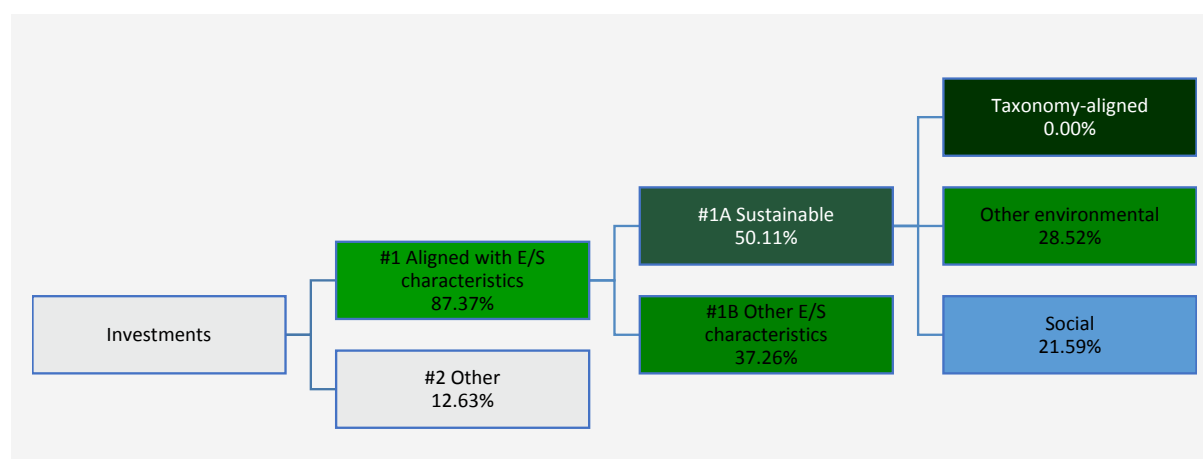 Investments
#1 Aligned with E/S
characteristics
87.37%
#2 Other
12.63%
#1A Sustainable
50.11%
#1B Other E/S
characteristics
37.26%
Taxonomy-aligned
0.00%
Other environmental
28.52%
Social
21.59%